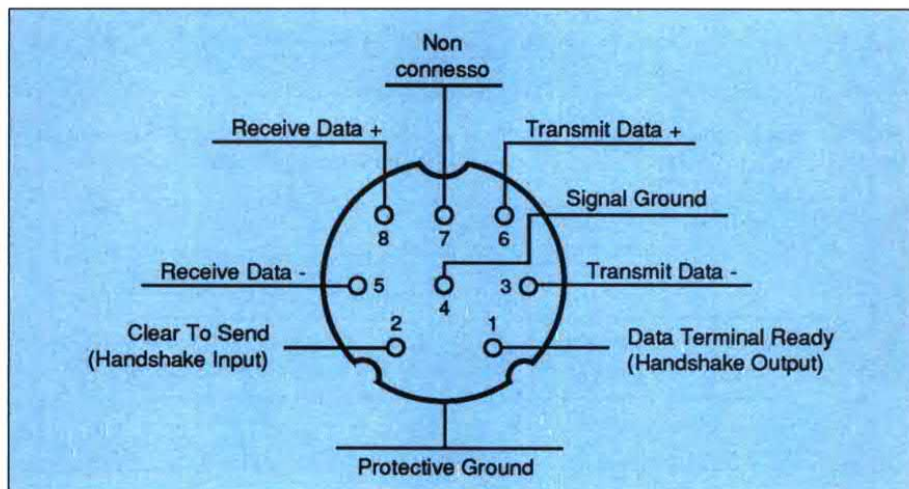 Non
connesso
Receive Data +
Transmit Data +
Signal Ground
8
7
6
Receive Data -
5
4
3
Transmit Data -
Clear To Send
(Handshake Input)
2
1
Data Terminal Ready
(Handshake Output)
Protective Ground